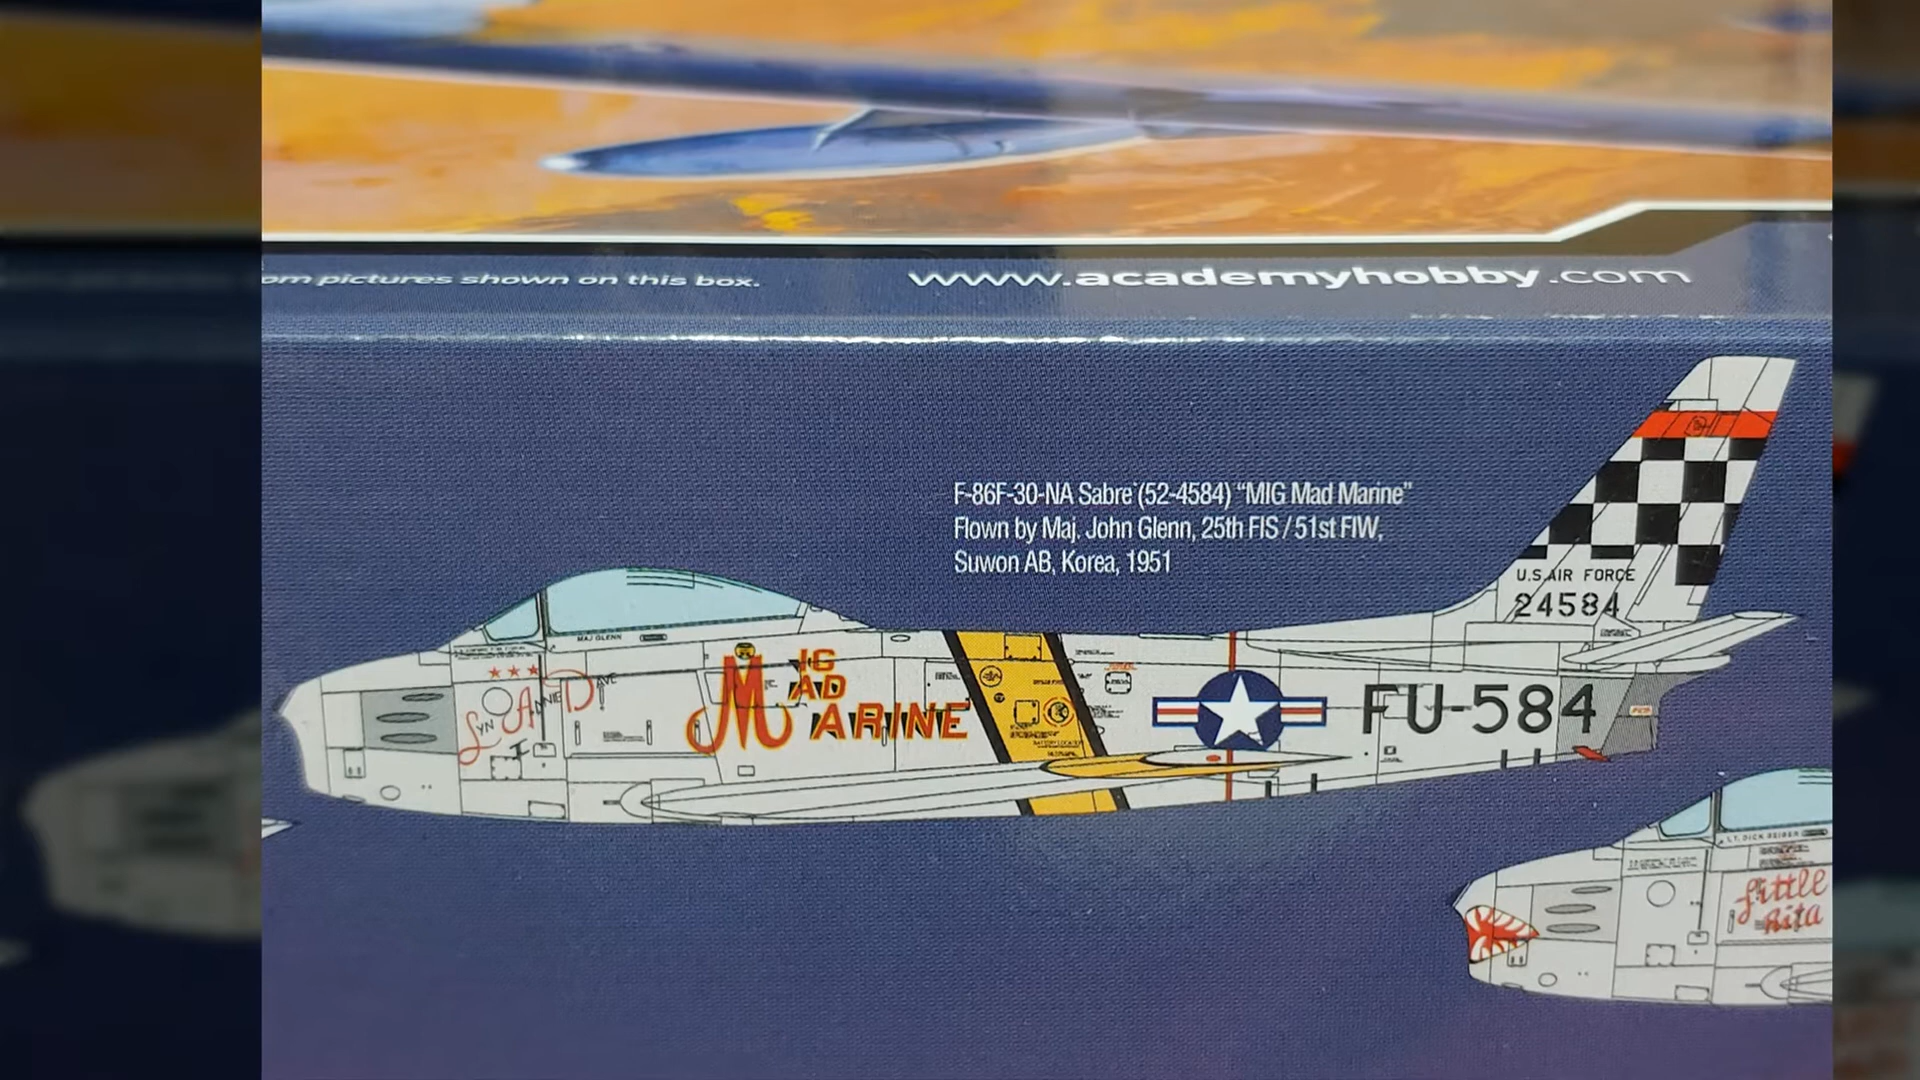 om pictures shown on this box.
www.academyhobby.com
F-86F-30-NA Sabre (52-4584) “MIG Mad Marine”
Flown by Maj. John Glenn, 25th FIS / 51st FIW,
Suwon AB, Korea, 1951
U.S.AIR FORCE
24584
MAJ GLENN
LYN ANNIE DAVE
MIG
MAD
MARINE
FU-584
LT. DICK GEIGER
Little
Rita